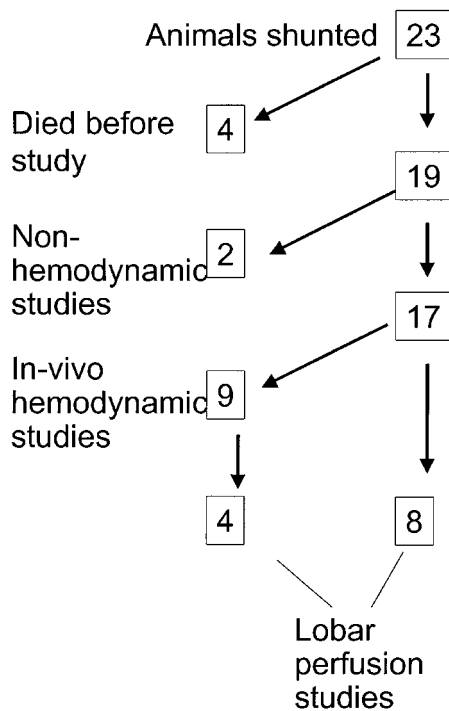 Animals shunted 23
Died before
study
4
19
Non-
hemodynamic
studies
2
17
In-vivo
hemodynamic
studies
9
4
8
Lobar
perfusion
studies